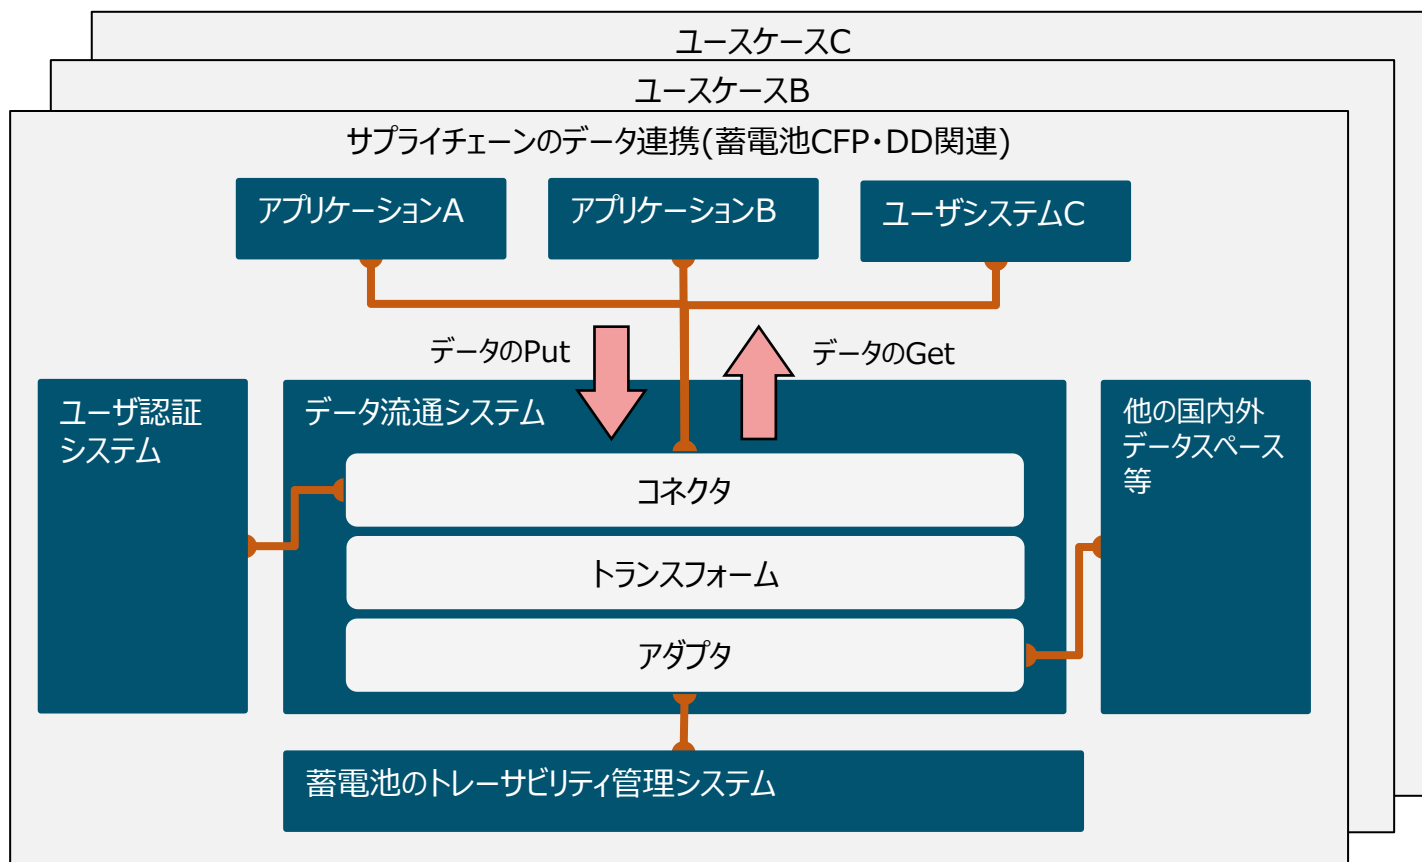 ユースケースC
ユースケースB
サプライチェーンのデータ連携(蓄電池CFP・DD関連)
アプリケーションA
アプリケーションB
ユーザシステムC
データのPut
データのGet
ユーザ認証
システム
データ流通システム
他の国内外
データスペース
等
コネクタ
トランスフォーム
アダプタ
蓄電池のトレーサビリティ管理システム